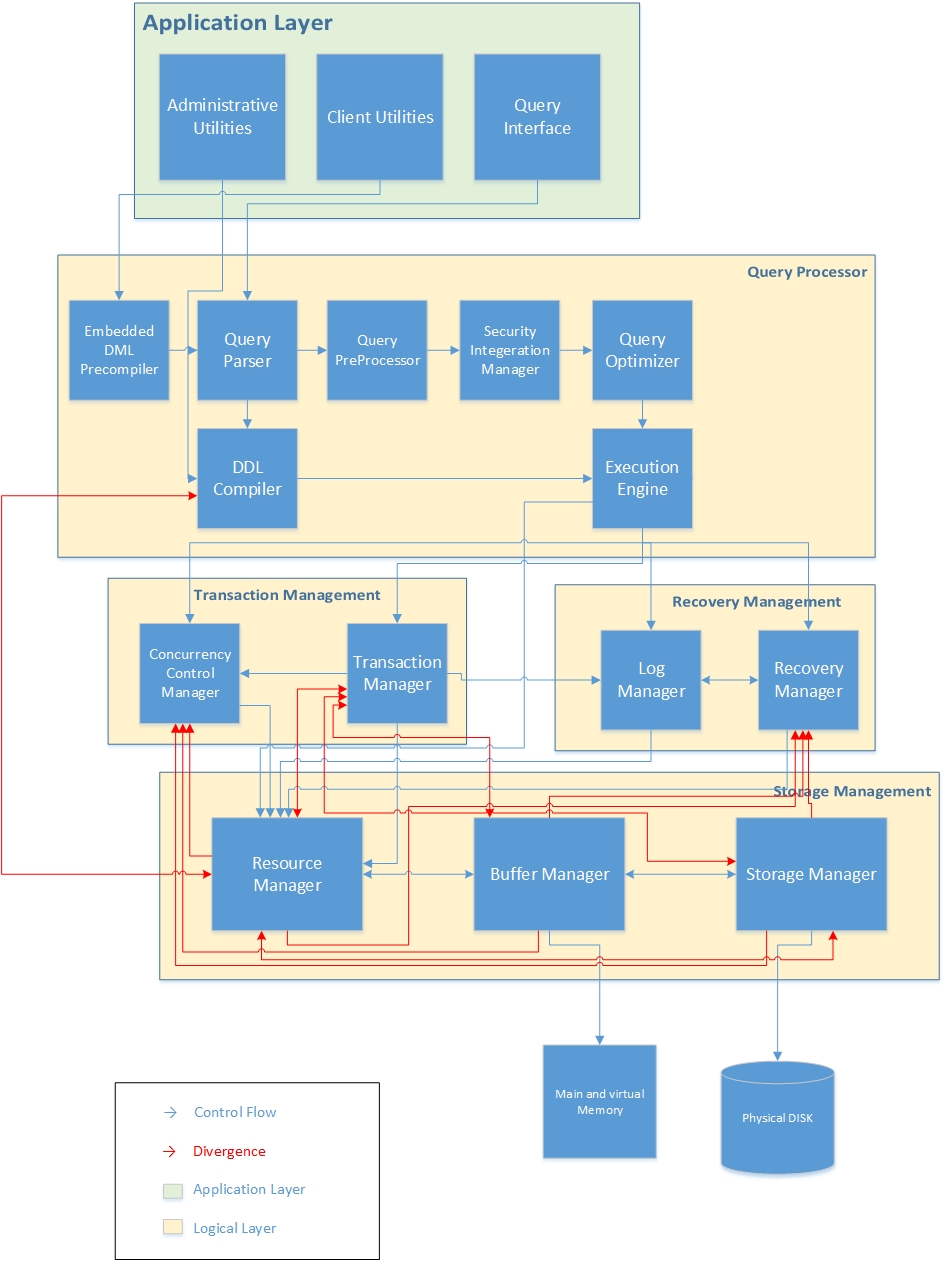 Application Layer
Administrative
Utilities
Client Utilities
Query
Interface
Query Processor
Embedded
DML
Precompiler
Query
Parser
Query
PreProcessor
Security
Integeration
Manager
Query
Optimizer
DDL
Compiler
Execution
Engine
Transaction Management
Recovery Management
Concurrency
Control
Manager
Transaction
Manager
Log
Manager
Recovery
Manager
Storage Management
Resource
Manager
Buffer Manager
Storage Manager
Main and virtual
Memory
Physical DISK
Control Flow
Divergence
Application Layer
Logical Layer